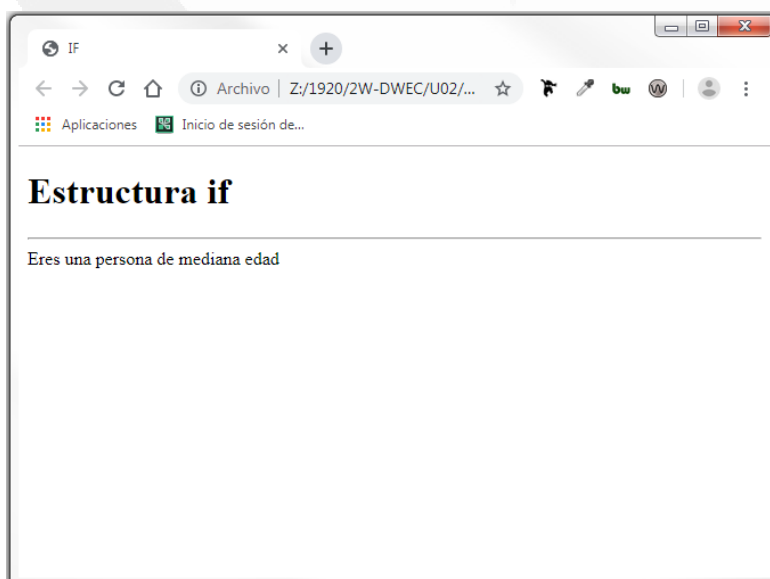 IF
Archivo | Z:/1920/2W-DWEC/U02/...
bw
Aplicaciones Inicio de sesión de...
Estructura if
Eres una persona de mediana edad